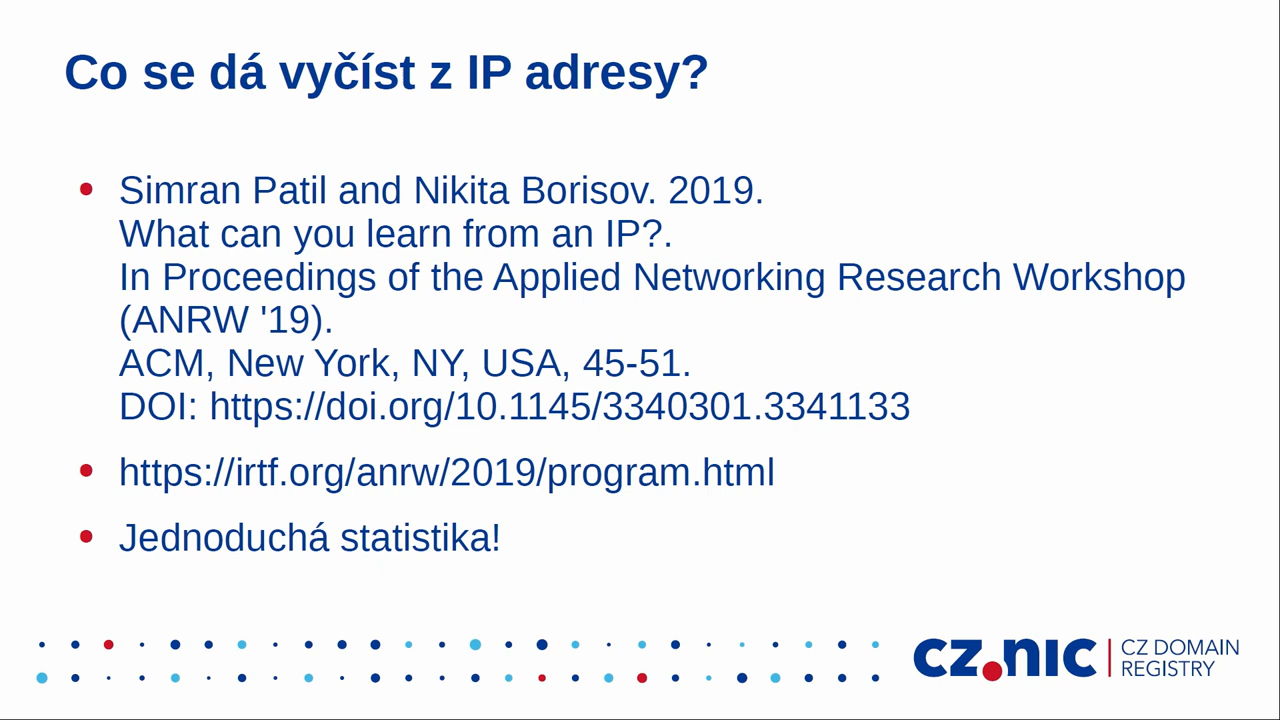 Co se dá vyčíst z IP adresy?
Simran Patil and Nikita Borisov. 2019.
What can you learn from an IP?.
In Proceedings of the Applied Networking Research Workshop
(ANRW '19).
ACM, New York, NY, USA, 45-51.
DOI: https://doi.org/10.1145/3340301.3341133
https://irtf.org/anrw/2019/program.html
Jednoduchá statistika!
CZ.NIC
CZ DOMAIN
REGISTRY